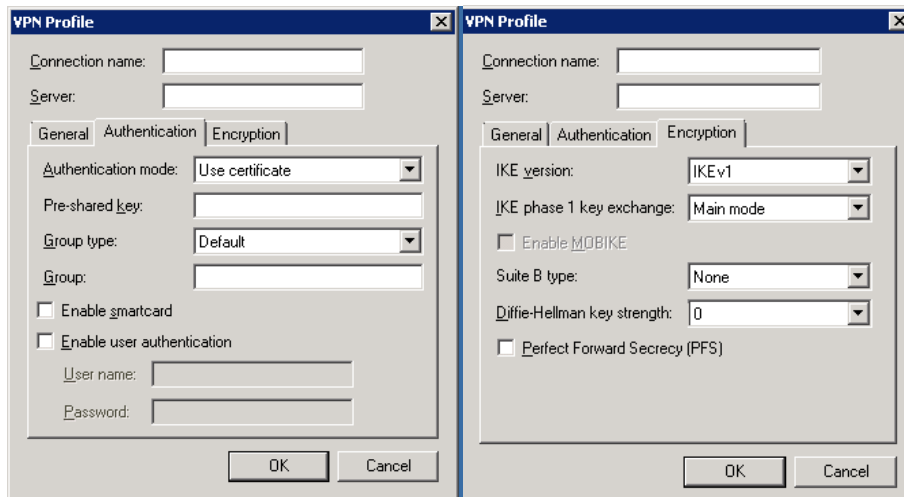 VPN Profile
Connection name:
Server:
General Authentication Encryption
Authentication mode: Use certificate
Pre-shared key:
Group type: Default
Group:
Enable smartcard
Enable user authentication
User name:
Password:
OK Cancel
VPN Profile
Connection name:
Server:
General Authentication Encryption
IKE version: IKEv1
IKE phase 1 key exchange: Main mode
Enable MOBIKE
Suite B type: None
Diffie-Hellman key strength: 0
Perfect Forward Secrecy (PFS)
OK Cancel